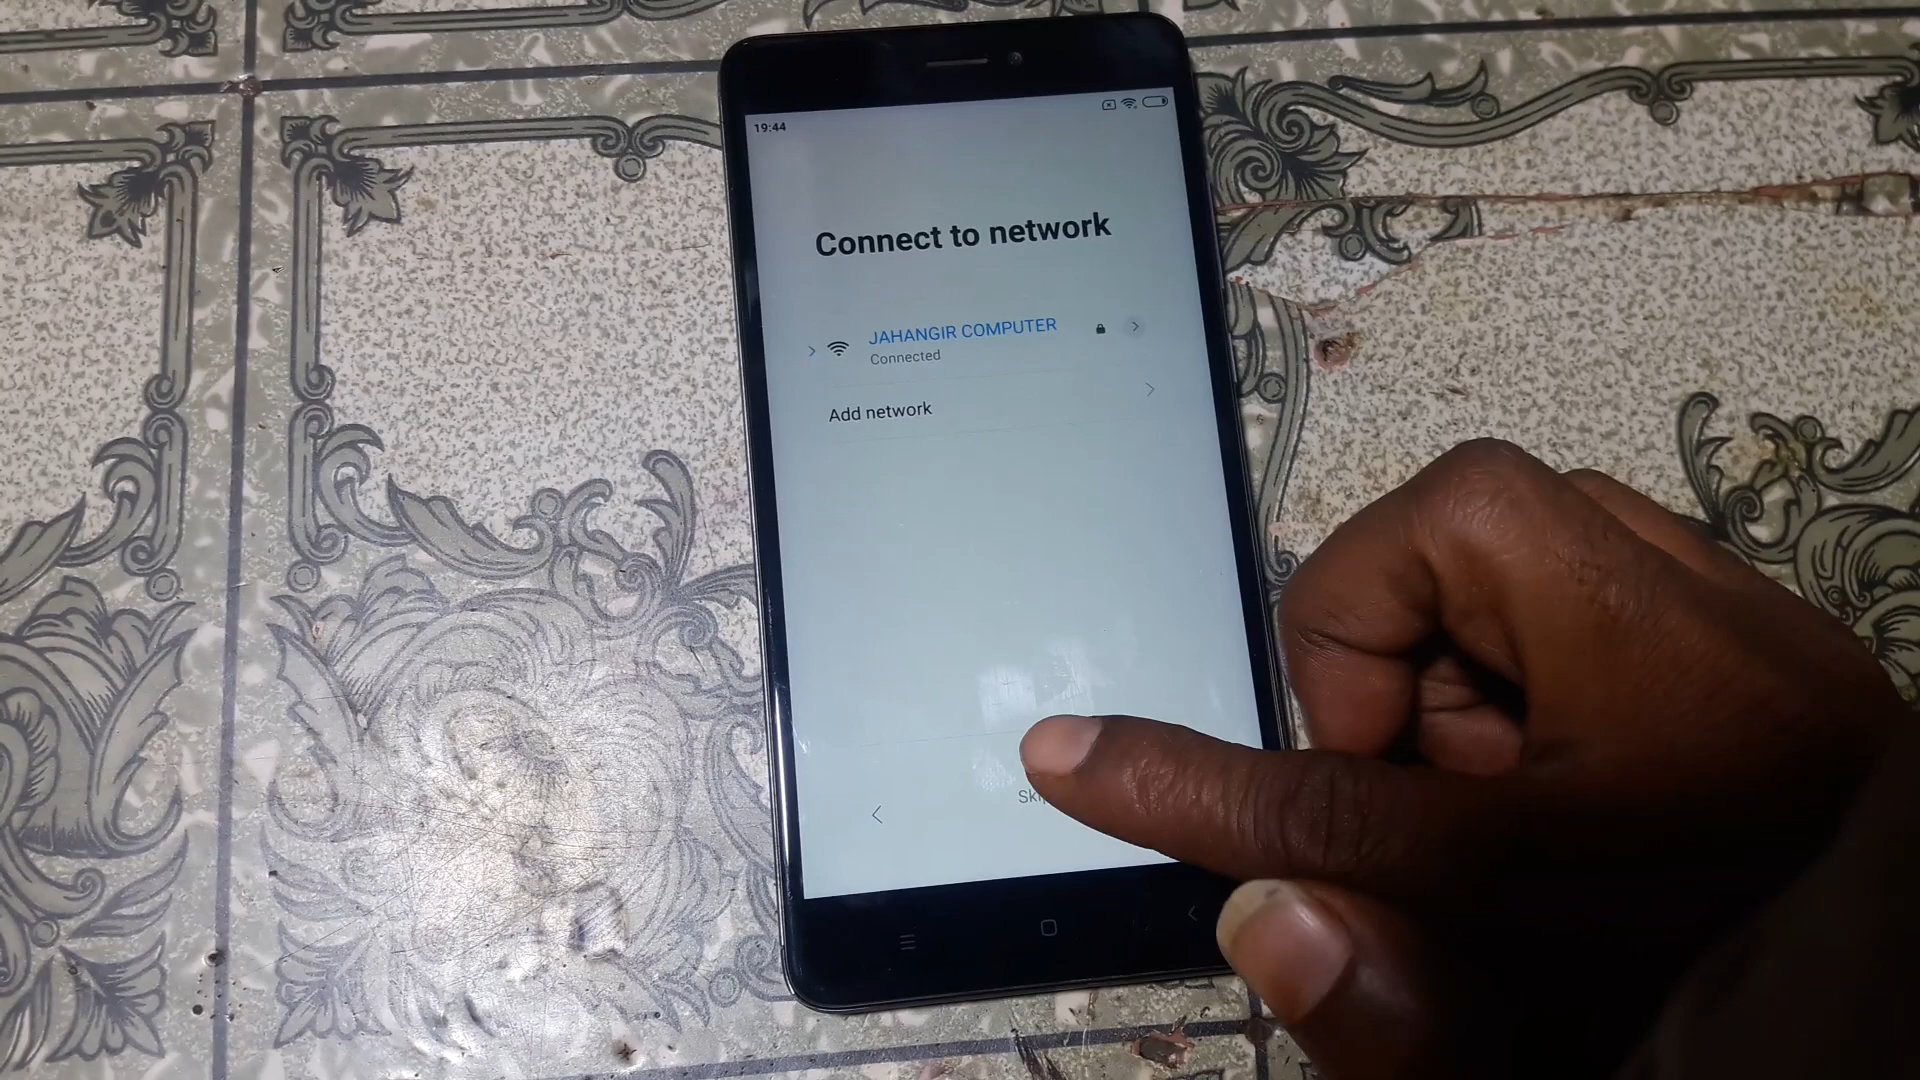 19:44
Connect to network
JAHANGIR COMPUTER
Connected
Add network